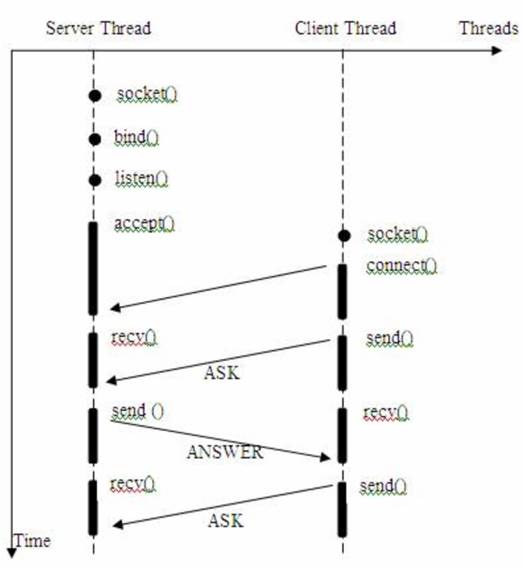 Server Thread
Client Thread
Threads
socket()
bind()
listen()
accept()
socket()
connect()
recv()
send()
ASK
send ()
recv()
ANSWER
recv()
send()
ASK
Time